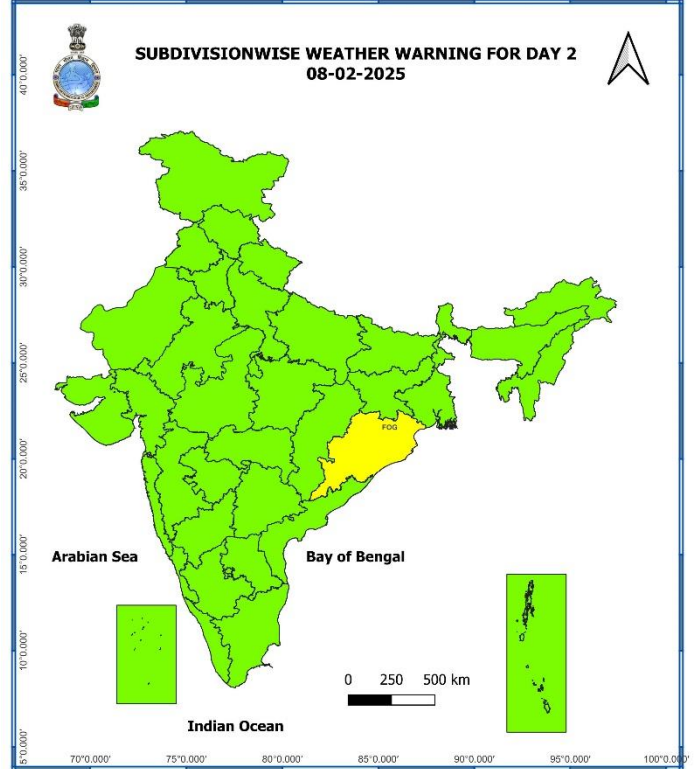 SUBDIVISIONWISE WEATHER WARNING FOR DAY 2
08-02-2025
40°0.000'
35°0.000'
30°0.000'
25°0.000'
20°0.000'
15°0.000'
10°0.000'
5°0.000'
FOG
Arabian Sea
Bay of Bengal
0 250 500 km
Indian Ocean
70°0.000' 75°0.000' 80°0.000' 85°0.000' 90°0.000' 95°0.000' 100°0.000'